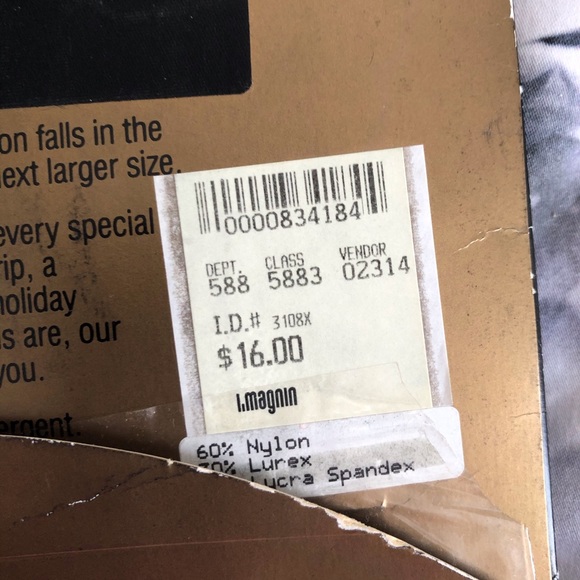 on falls in the
next larger size.
every special
rip, a
holiday
s are, our
you.
ergent.
0000834184
DEPT. CLASS VENDOR
588 5883 02314
I.D.# 3108X
$16.00
I.magnin
60% Nylon
Lurex
Lycra Spandex